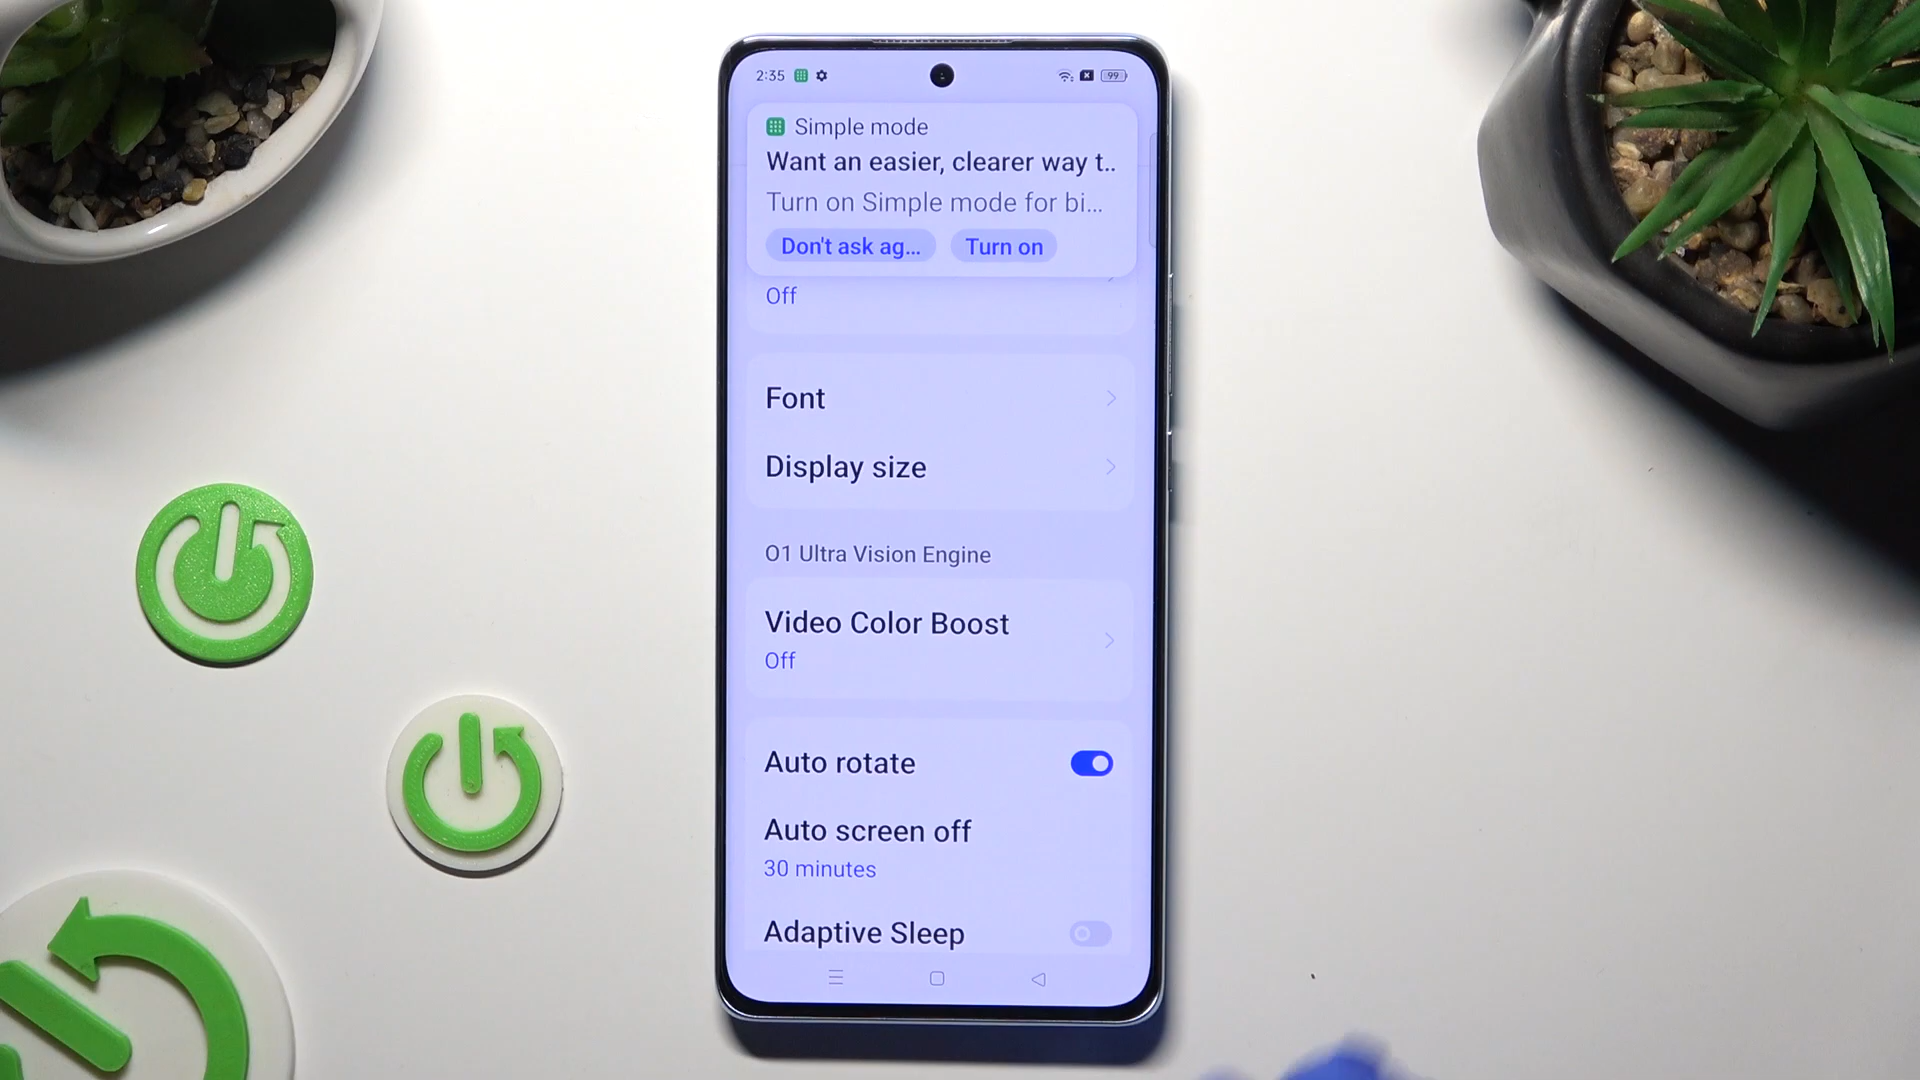 2:35 99
Simple mode
Want an easier, clearer way t..
Turn on Simple mode for bi...
Don't ask ag... Turn on
Off
Font
Display size
O1 Ultra Vision Engine
Video Color Boost
Off
Auto rotate
Auto screen off
30 minutes
Adaptive Sleep